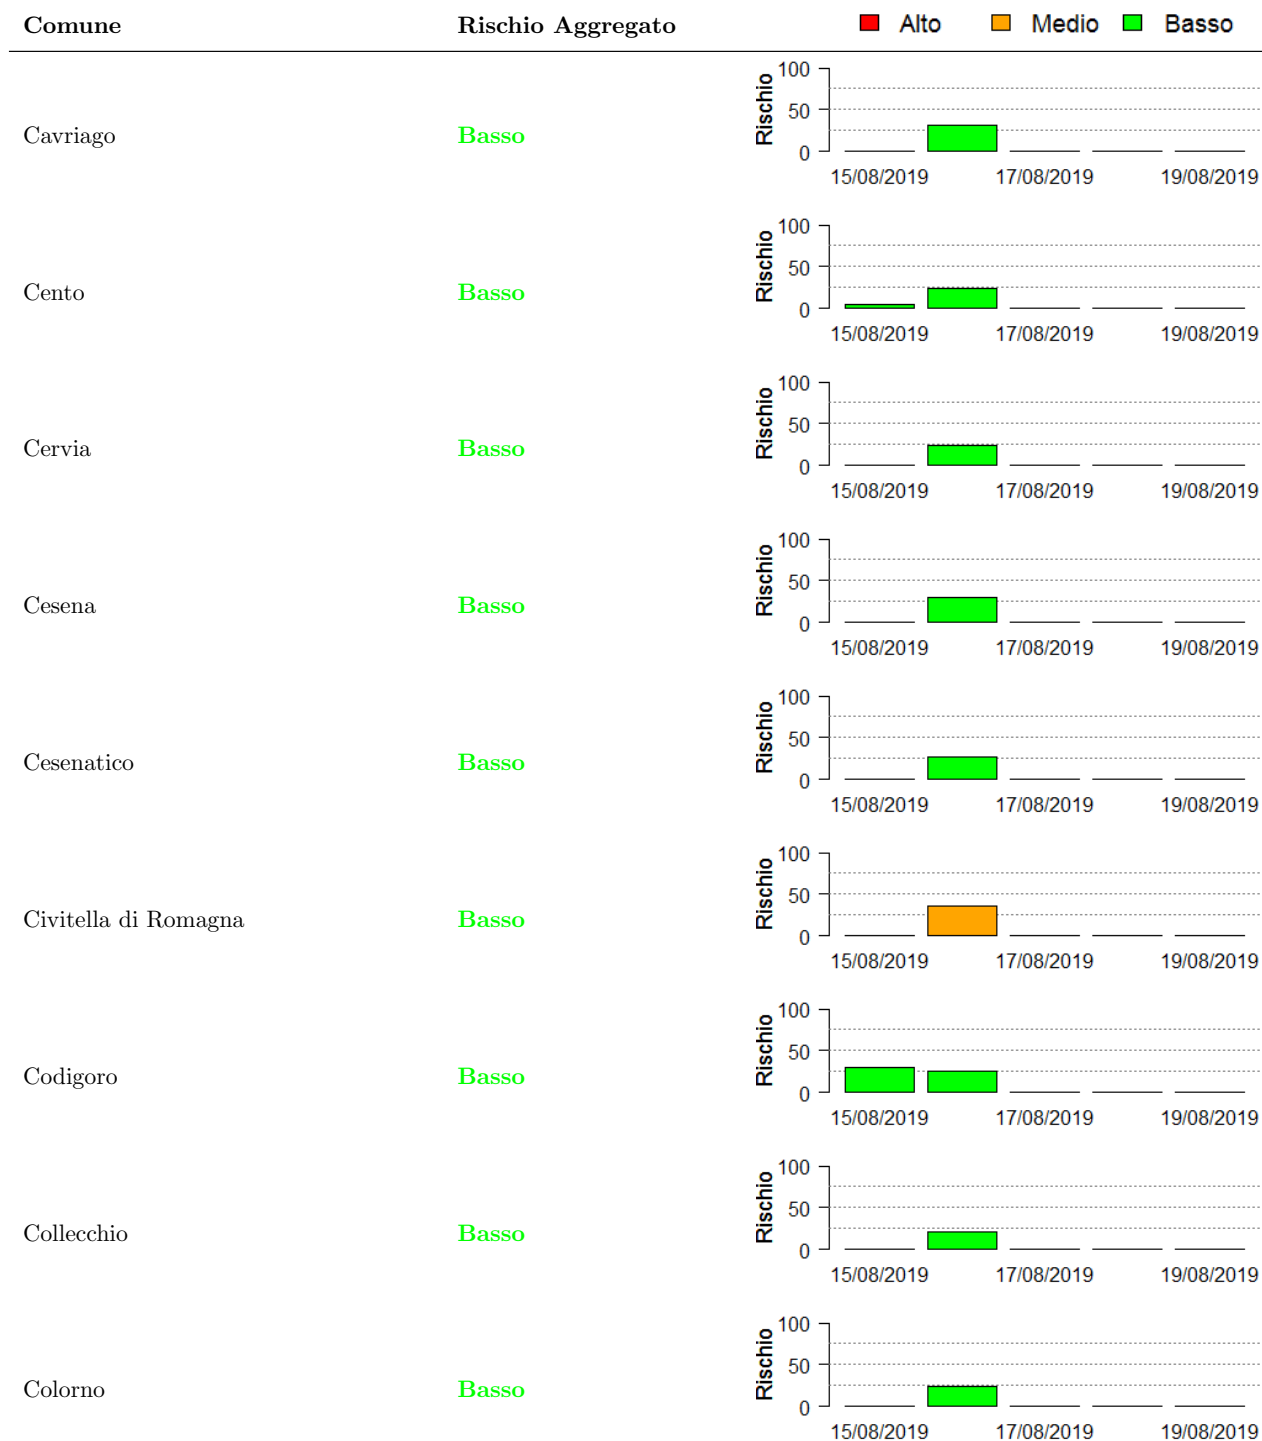 Comune Rischio Aggregato Alto Medio Basso
Cavriago Basso
Rischio
100
50
0
15/08/2019 17/08/2019 19/08/2019
Cento Basso
Rischio
100
50
0
15/08/2019 17/08/2019 19/08/2019
Cervia Basso
Rischio
100
50
0
15/08/2019 17/08/2019 19/08/2019
Cesena Basso
Rischio
100
50
0
15/08/2019 17/08/2019 19/08/2019
Cesenatico Basso
Rischio
100
50
0
15/08/2019 17/08/2019 19/08/2019
Civitella di Romagna Basso
Rischio
100
50
0
15/08/2019 17/08/2019 19/08/2019
Codigoro Basso
Rischio
100
50
0
15/08/2019 17/08/2019 19/08/2019
Collecchio Basso
Rischio
100
50
0
15/08/2019 17/08/2019 19/08/2019
Colorno Basso
Rischio
100
50
0
15/08/2019 17/08/2019 19/08/2019